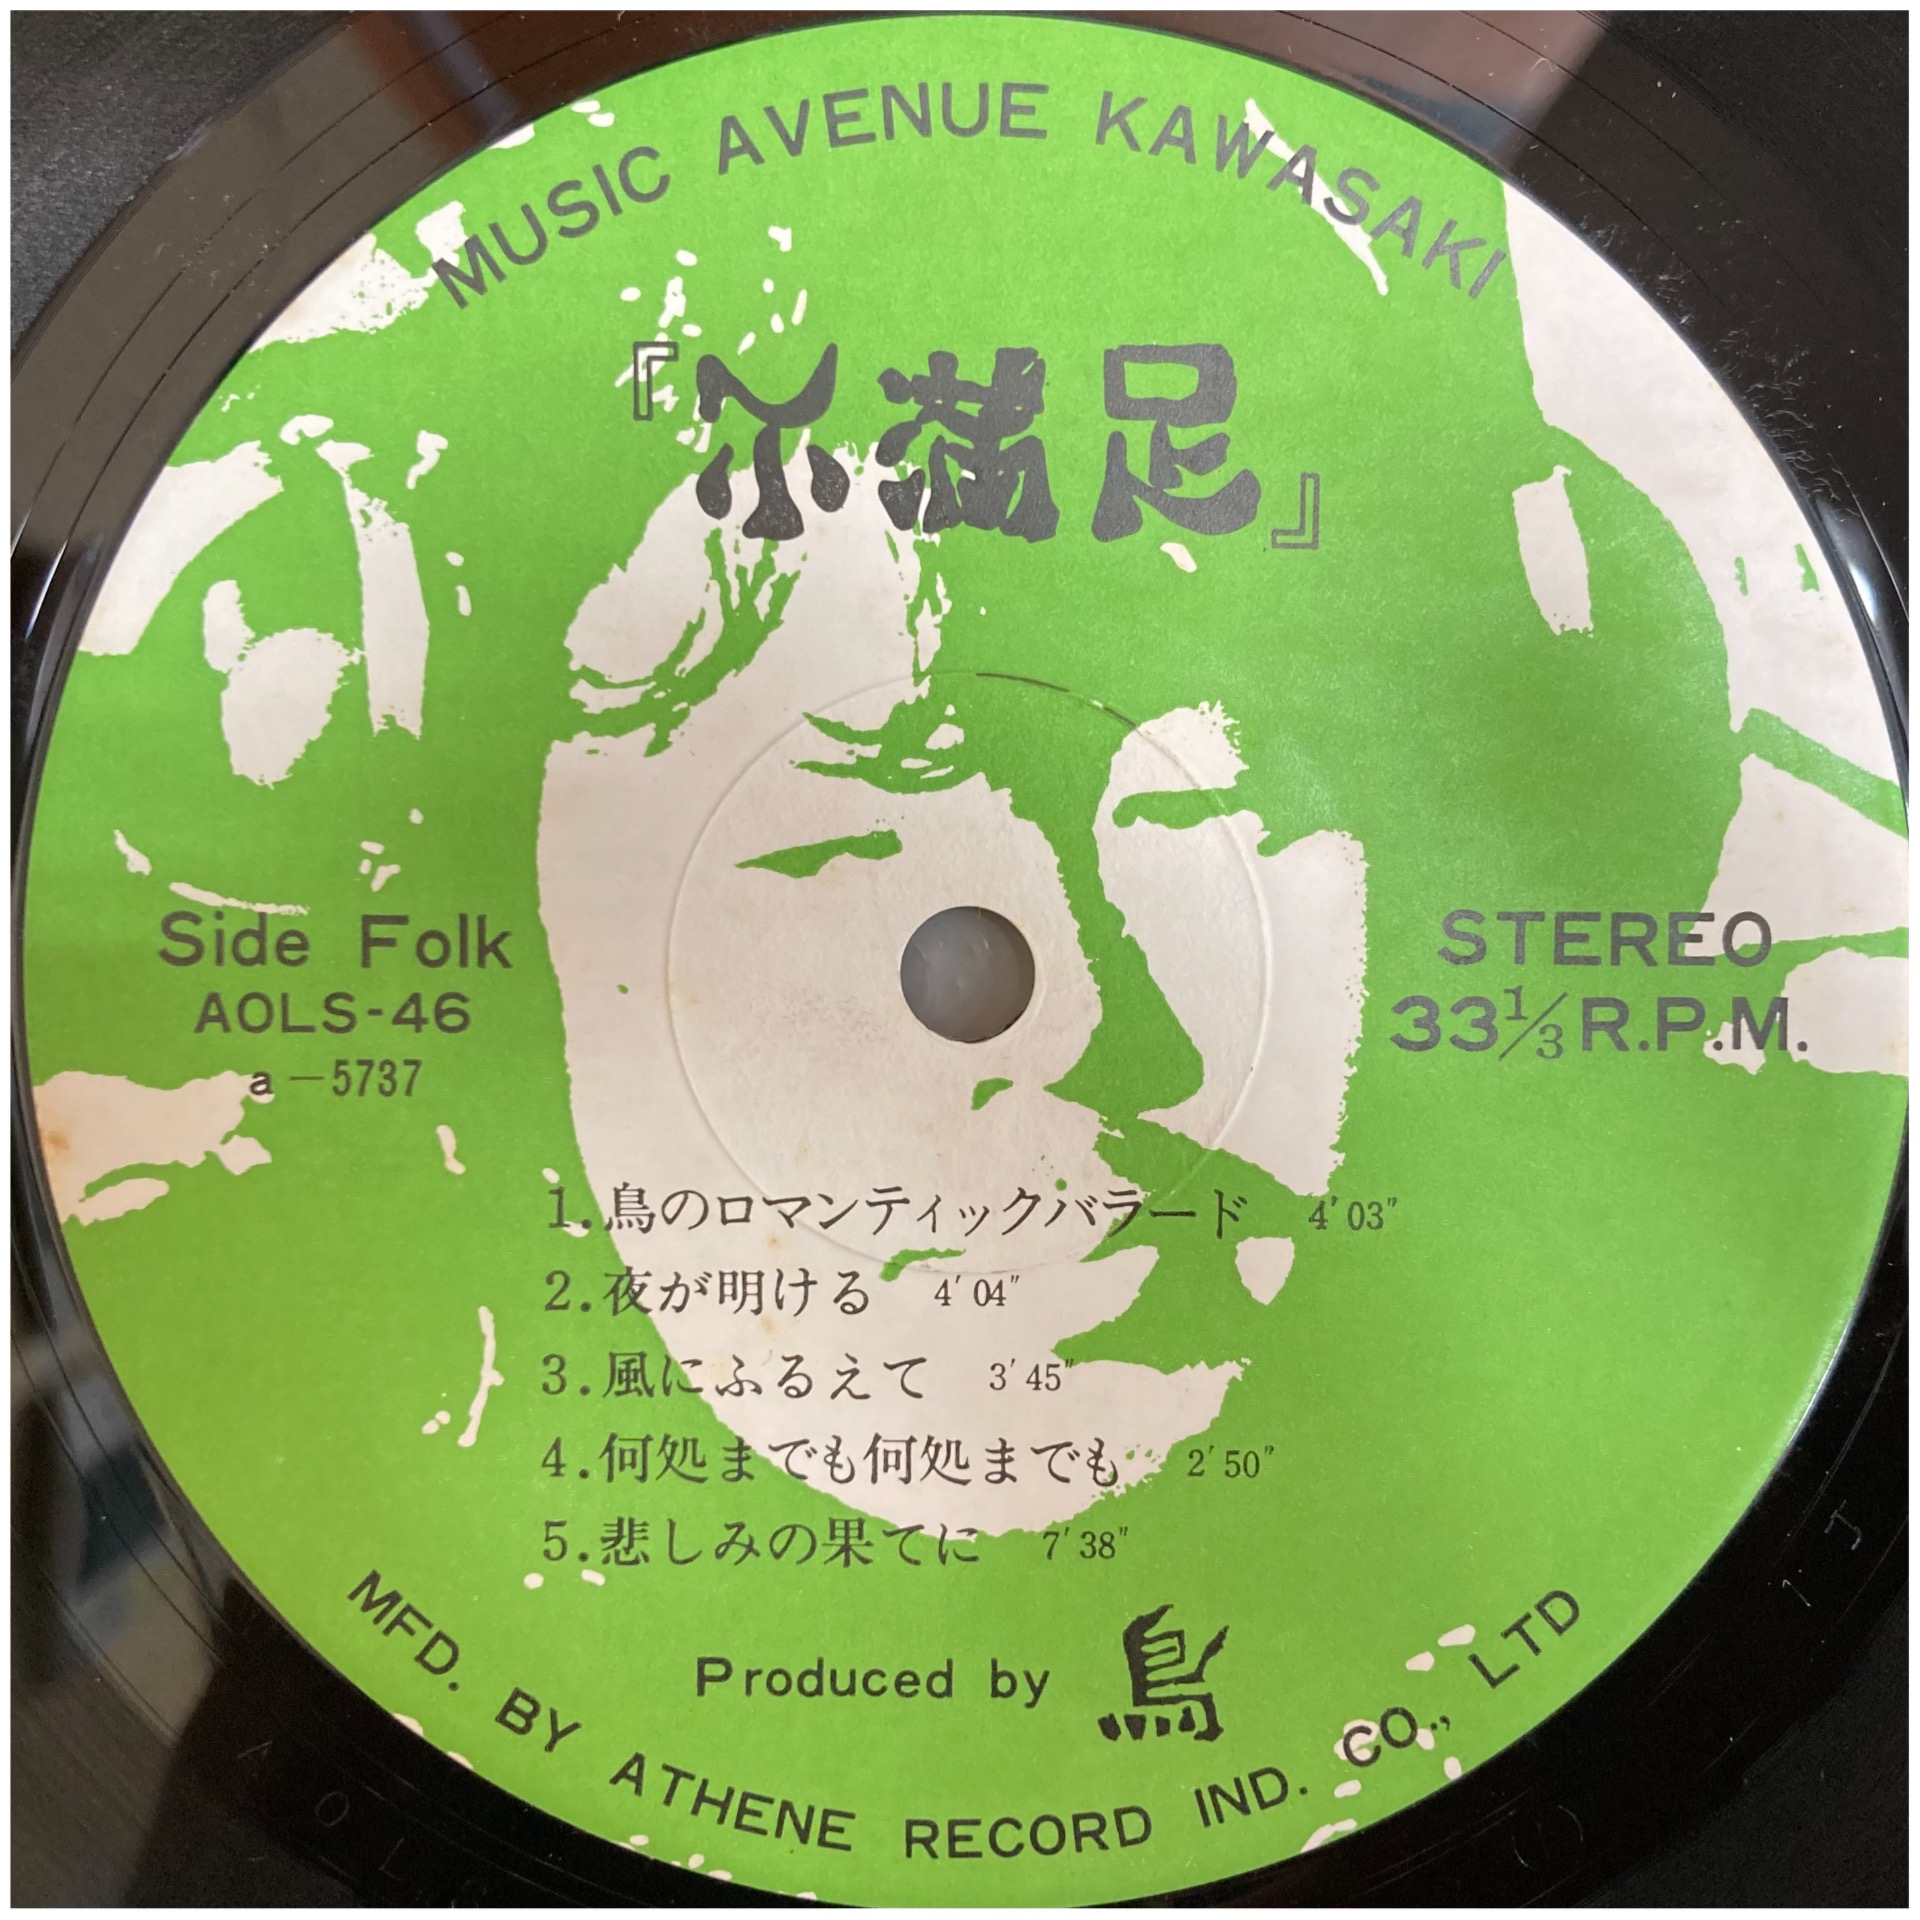 MUSIC AVENUE KAWASAKI
『不満足』
Side Folk
AOLS-46
a-5737
STEREO
33 1/3 R.P.M.
1.鳥のロマンティックバラード 4'03"
2.夜が明ける 4'04"
3.風にふるえて 3'45"
4.何処までも何処までも 2'50"
5.悲しみの果てに 7'38"
Produced by 鳥
MFD. BY ATHENE RECORD IND. CO., LTD